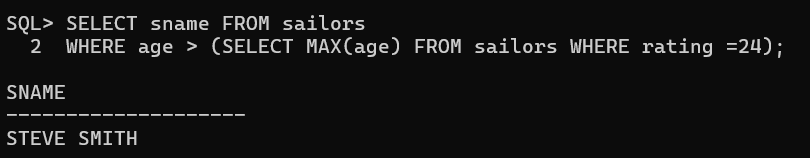 SQL> SELECT sname FROM sailors
  2  WHERE age > (SELECT MAX(age) FROM sailors WHERE rating =24);
SNAME
--------------------
STEVE SMITH